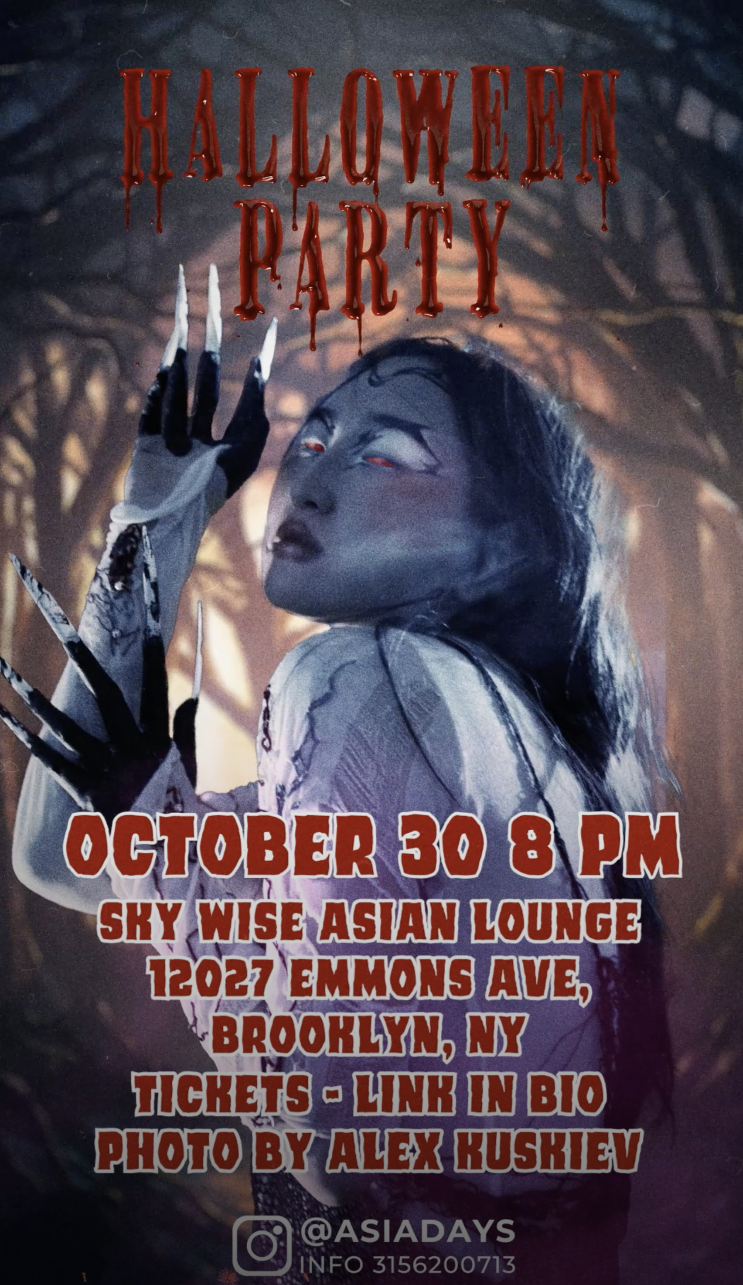 HALLOWEEN
PARTY
OCTOBER 30 8 PM
SKY WISE ASIAN LOUNGE
12027 EMMONS AVE,
BROOKLYN, NY
TICKETS - LINK IN BIO
PHOTO BY ALEX KUSKIEV
@ASIADAYS
INFO 3156200713